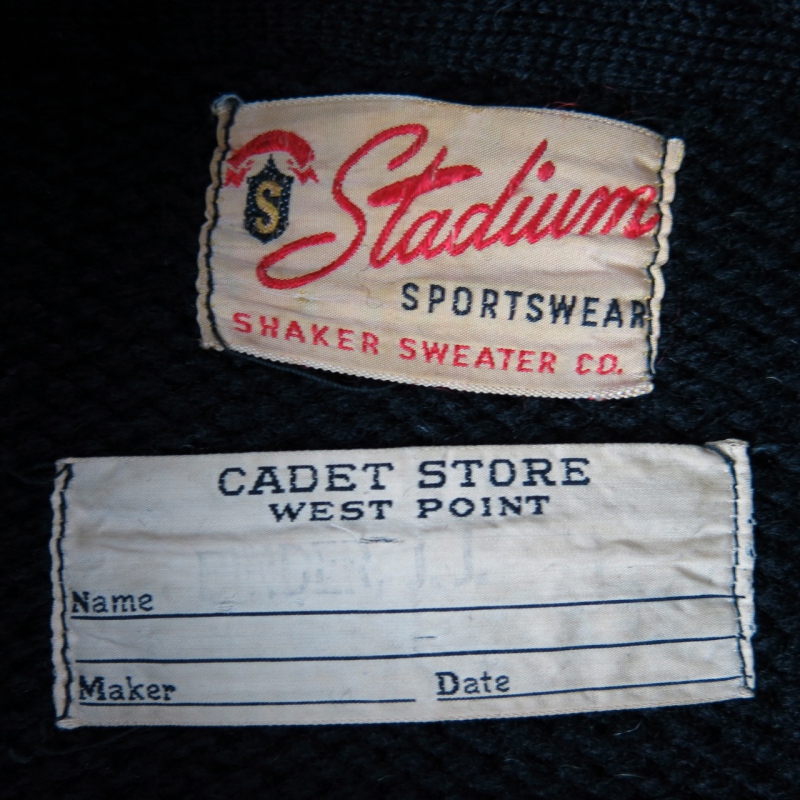 S
Stadium
SPORTSWEAR
SHAKER SWEATER CO.
CADET STORE
WEST POINT
Name
Maker Date